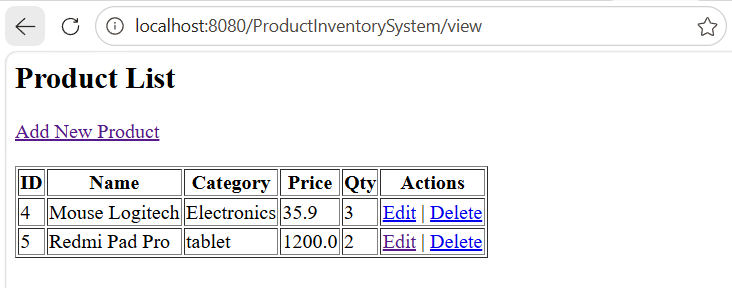 localhost:8080/ProductInventorySystem/view
Product List
Add New Product
ID Name Category Price Qty Actions
4 Mouse Logitech Electronics 35.9 3 Edit | Delete
5 Redmi Pad Pro tablet 1200.0 2 Edit | Delete